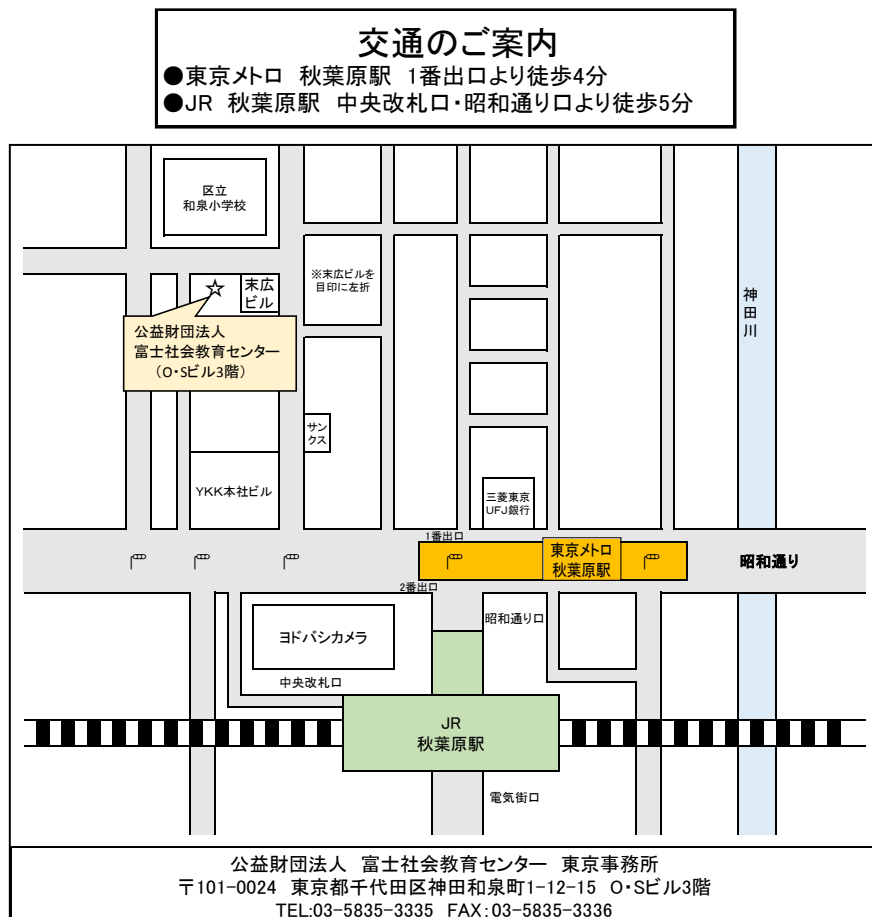 交通のご案内
●東京メトロ 秋葉原駅 1番出口より徒歩4分
●JR 秋葉原駅 中央改札口・昭和通り口より徒歩5分
区立
和泉小学校
末広
ビル
※末広ビルを
目印に左折
公益財団法人
富士社会教育センター
(O・Sビル3階)
神田川
サン
クス
YKK本社ビル
三菱東京
UFJ銀行
1番出口
東京メトロ
秋葉原駅
昭和通り
2番出口
昭和通り口
ヨドバシカメラ
中央改札口
JR
秋葉原駅
電気街口
公益財団法人 富士社会教育センター 東京事務所
〒101-0024 東京都千代田区神田和泉町1-12-15 O・Sビル3階
TEL:03-5835-3335 FAX:03-5835-3336